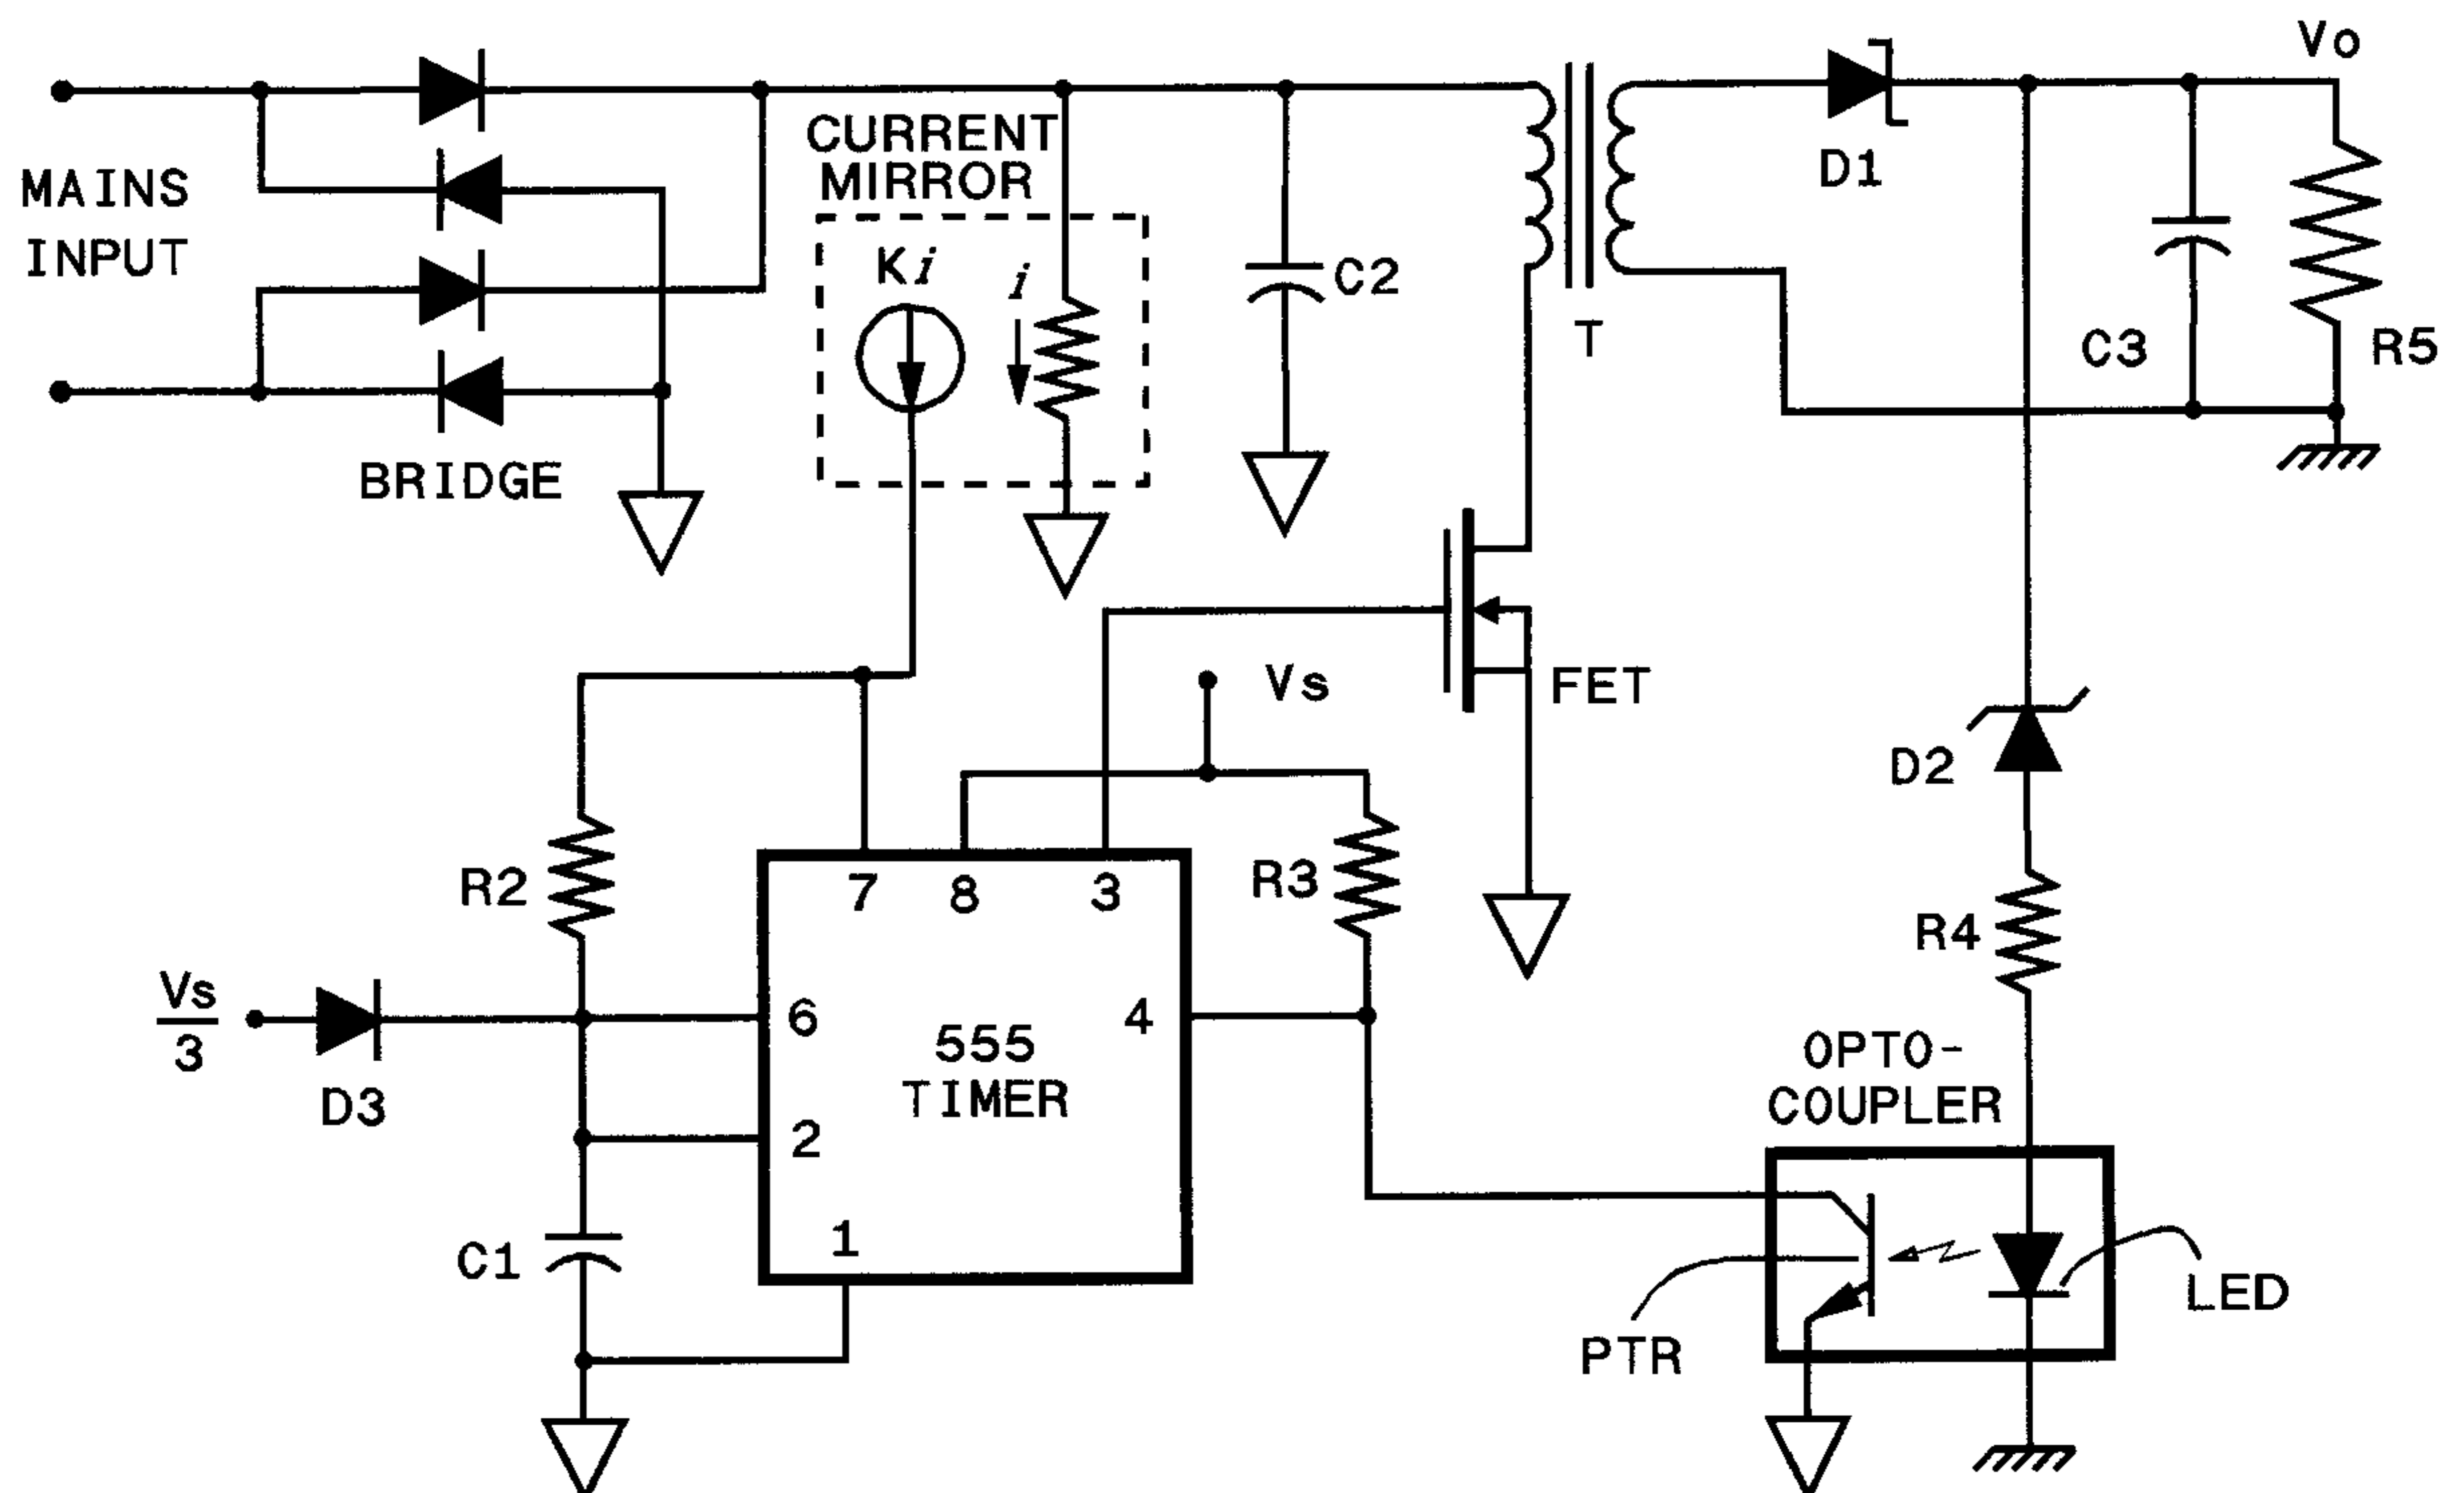 Vo
CURRENT
MIRROR
D1
MAINS
INPUT
Ki
i
C2
T
C3
R5
BRIDGE
Vs
FET
D2
R2
7
8
3
R3
R4
Vs
3
6
4
555
TIMER
D3
2
OPTO-
COUPLER
C1
1
LED
PTR